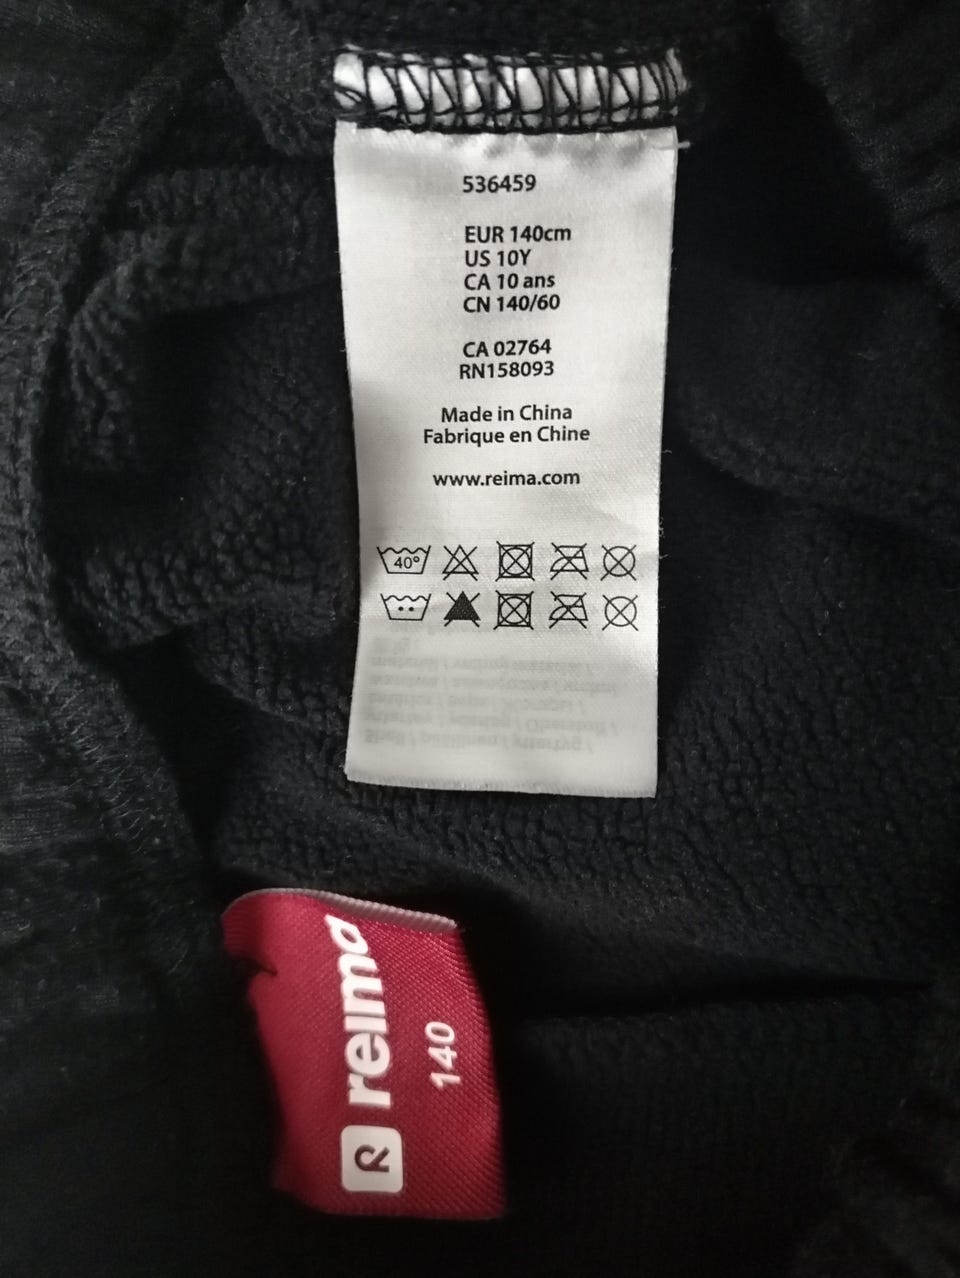 536459
EUR 140cm
US 10Y
CA 10 ans
CN 140/60
CA 02764
RN158093
Made in China
Fabrique en Chine
www.reima.com
40°
reima
140